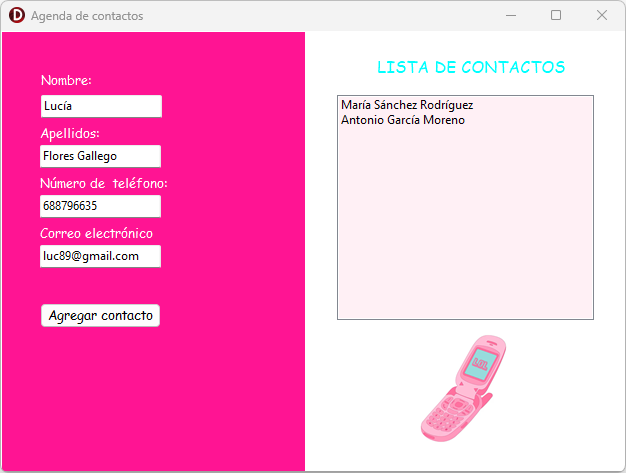 Agenda de contactos
Nombre:
Lucía
Apellidos:
Flores Gallego
Número de  teléfono:
688796635
Correo electrónico
luc89@gmail.com
Agregar contacto
LISTA DE CONTACTOS
María Sánchez Rodríguez
Antonio García Moreno